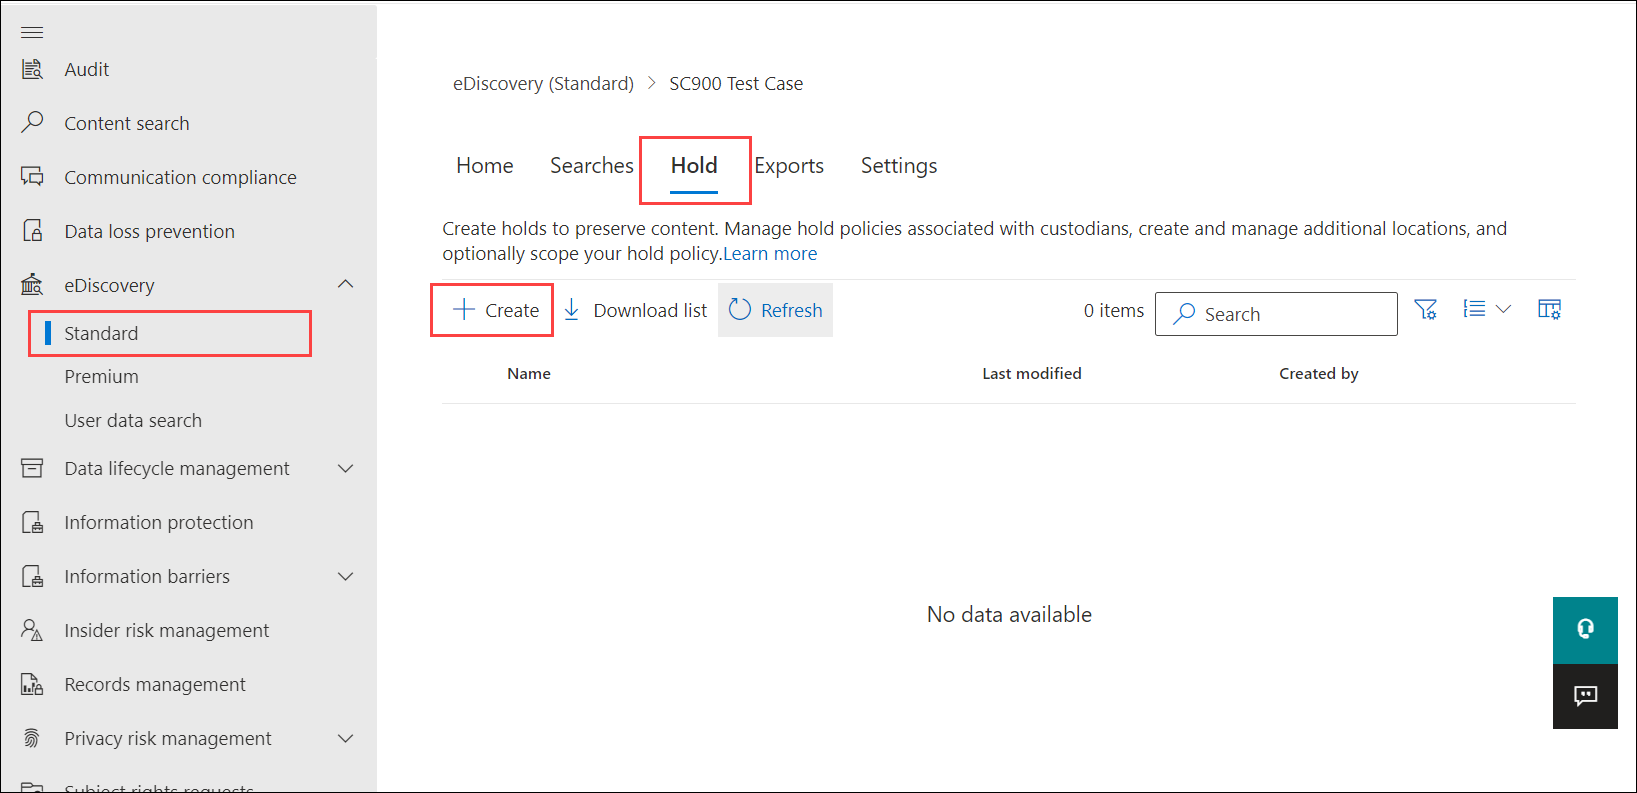 Audit
Content search
Communication compliance
Data loss prevention
eDiscovery
Standard
Premium
User data search
Data lifecycle management
Information protection
Information barriers
Insider risk management
Records management
Privacy risk management
Subject rights requests
eDiscovery (Standard) > SC900 Test Case
Home Searches Hold Exports Settings
Create holds to preserve content. Manage hold policies associated with custodians, create and manage additional locations, and
optionally scope your hold policy.Learn more
Create Download list Refresh 0 items Search
Name Last modified Created by
No data available